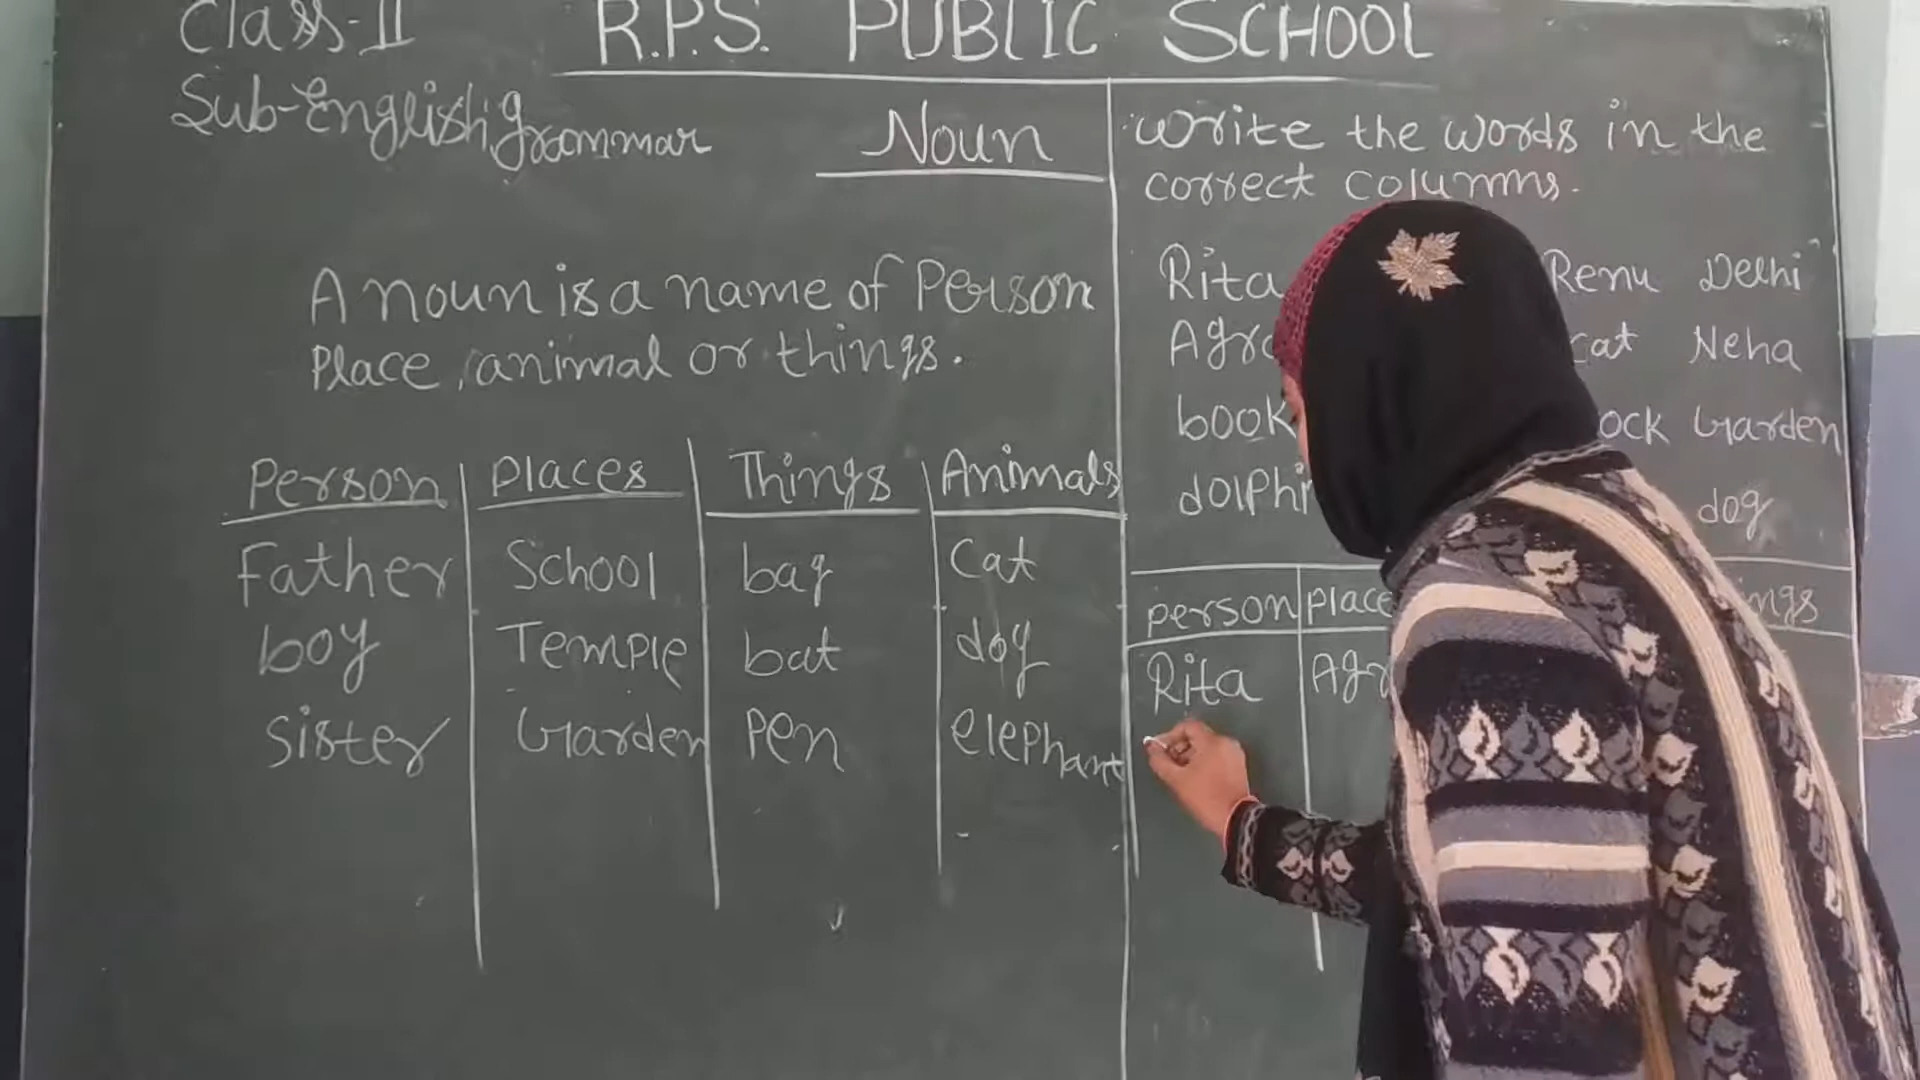 Class-II R.P.S. PUBLIC SCHOOL
Sub-English Grammar
Noun
A noun is a name of Person
Place, animal or things.
Person Places Things Animals
Father School bag Cat
boy Temple bat dog
Sister Garden Pen elephant
Write the words in the
correct columns.
Rita Renu Delhi
cat Neha
book Garden
dog
person place
Rita